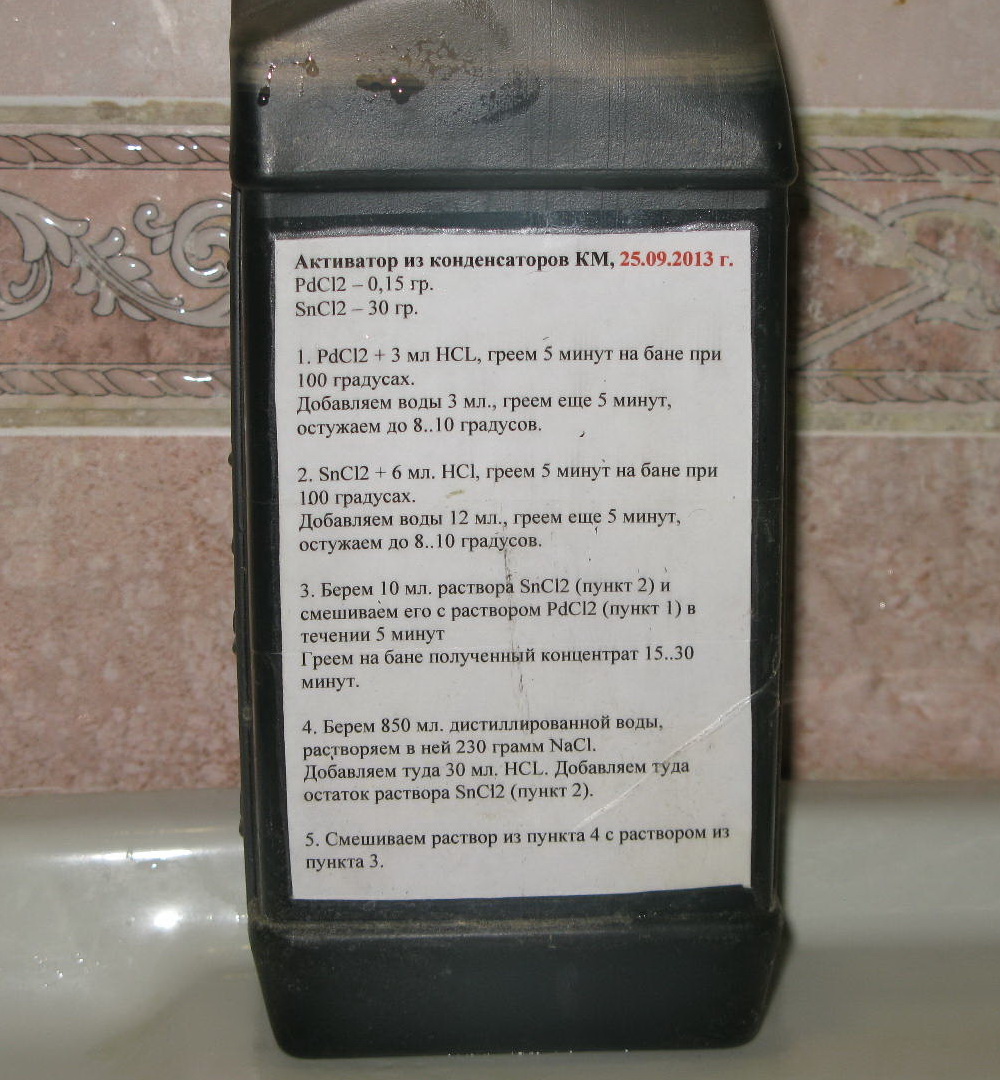 Активатор из конденсаторов КМ, 25.09.2013 г.
PdCl2 – 0,15 гр.
SnCl2 – 30 гр.
1. PdCl2 + 3 мл HCL, греем 5 минут на бане при
100 градусах.
Добавляем воды 3 мл., греем еще 5 минут,
остужаем до 8..10 градусов.
2. SnCl2 + 6 мл. HCl, греем 5 минут на бане при
100 градусах.
Добавляем воды 12 мл., греем еще 5 минут,
остужаем до 8..10 градусов.
3. Берем 10 мл. раствора SnCl2 (пункт 2) и
смешиваем его с раствором PdCl2 (пункт 1) в
течении 5 минут
Греем на бане полученный концентрат 15..30
минут.
4. Берем 850 мл. дистиллированной воды,
растворяем в ней 230 грамм NaCl.
Добавляем туда 30 мл. HCL. Добавляем туда
остаток раствора SnCl2 (пункт 2).
5. Смешиваем раствор из пункта 4 с раствором из
пункта 3.